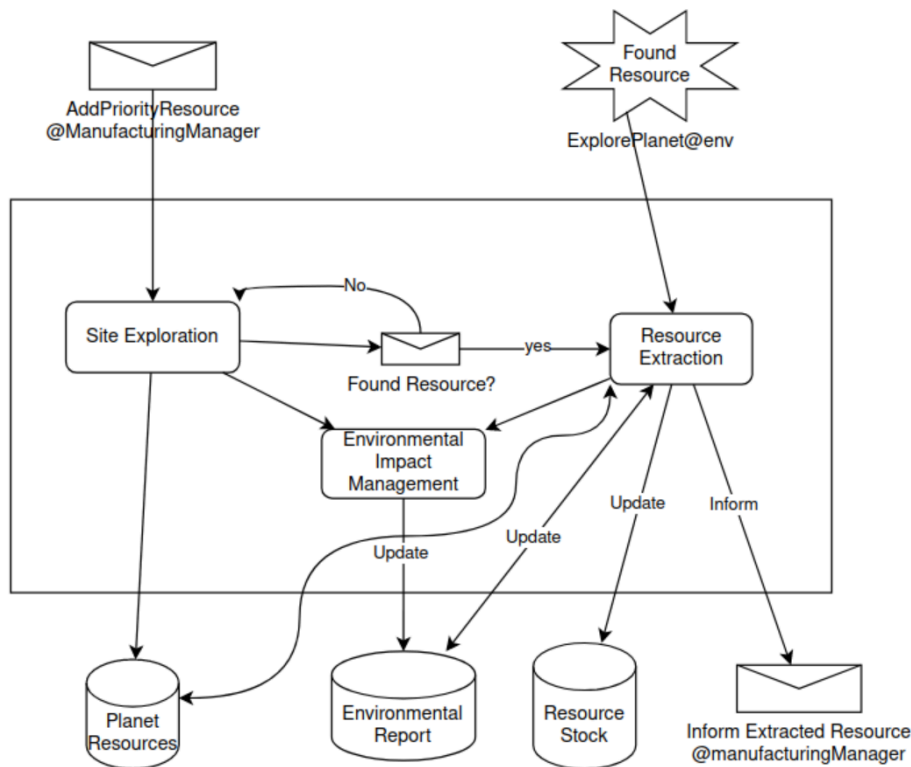 Found
Resource
AddPriorityResource
@ManufacturingManager
ExplorePlanet@env
No
Site Exploration
yes
Resource
Extraction
Found Resource?
Environmental
Impact
Management
Update
Inform
Update
Update
Planet
Resources
Environmental
Report
Resource
Stock
Inform Extracted Resource
@manufacturingManager